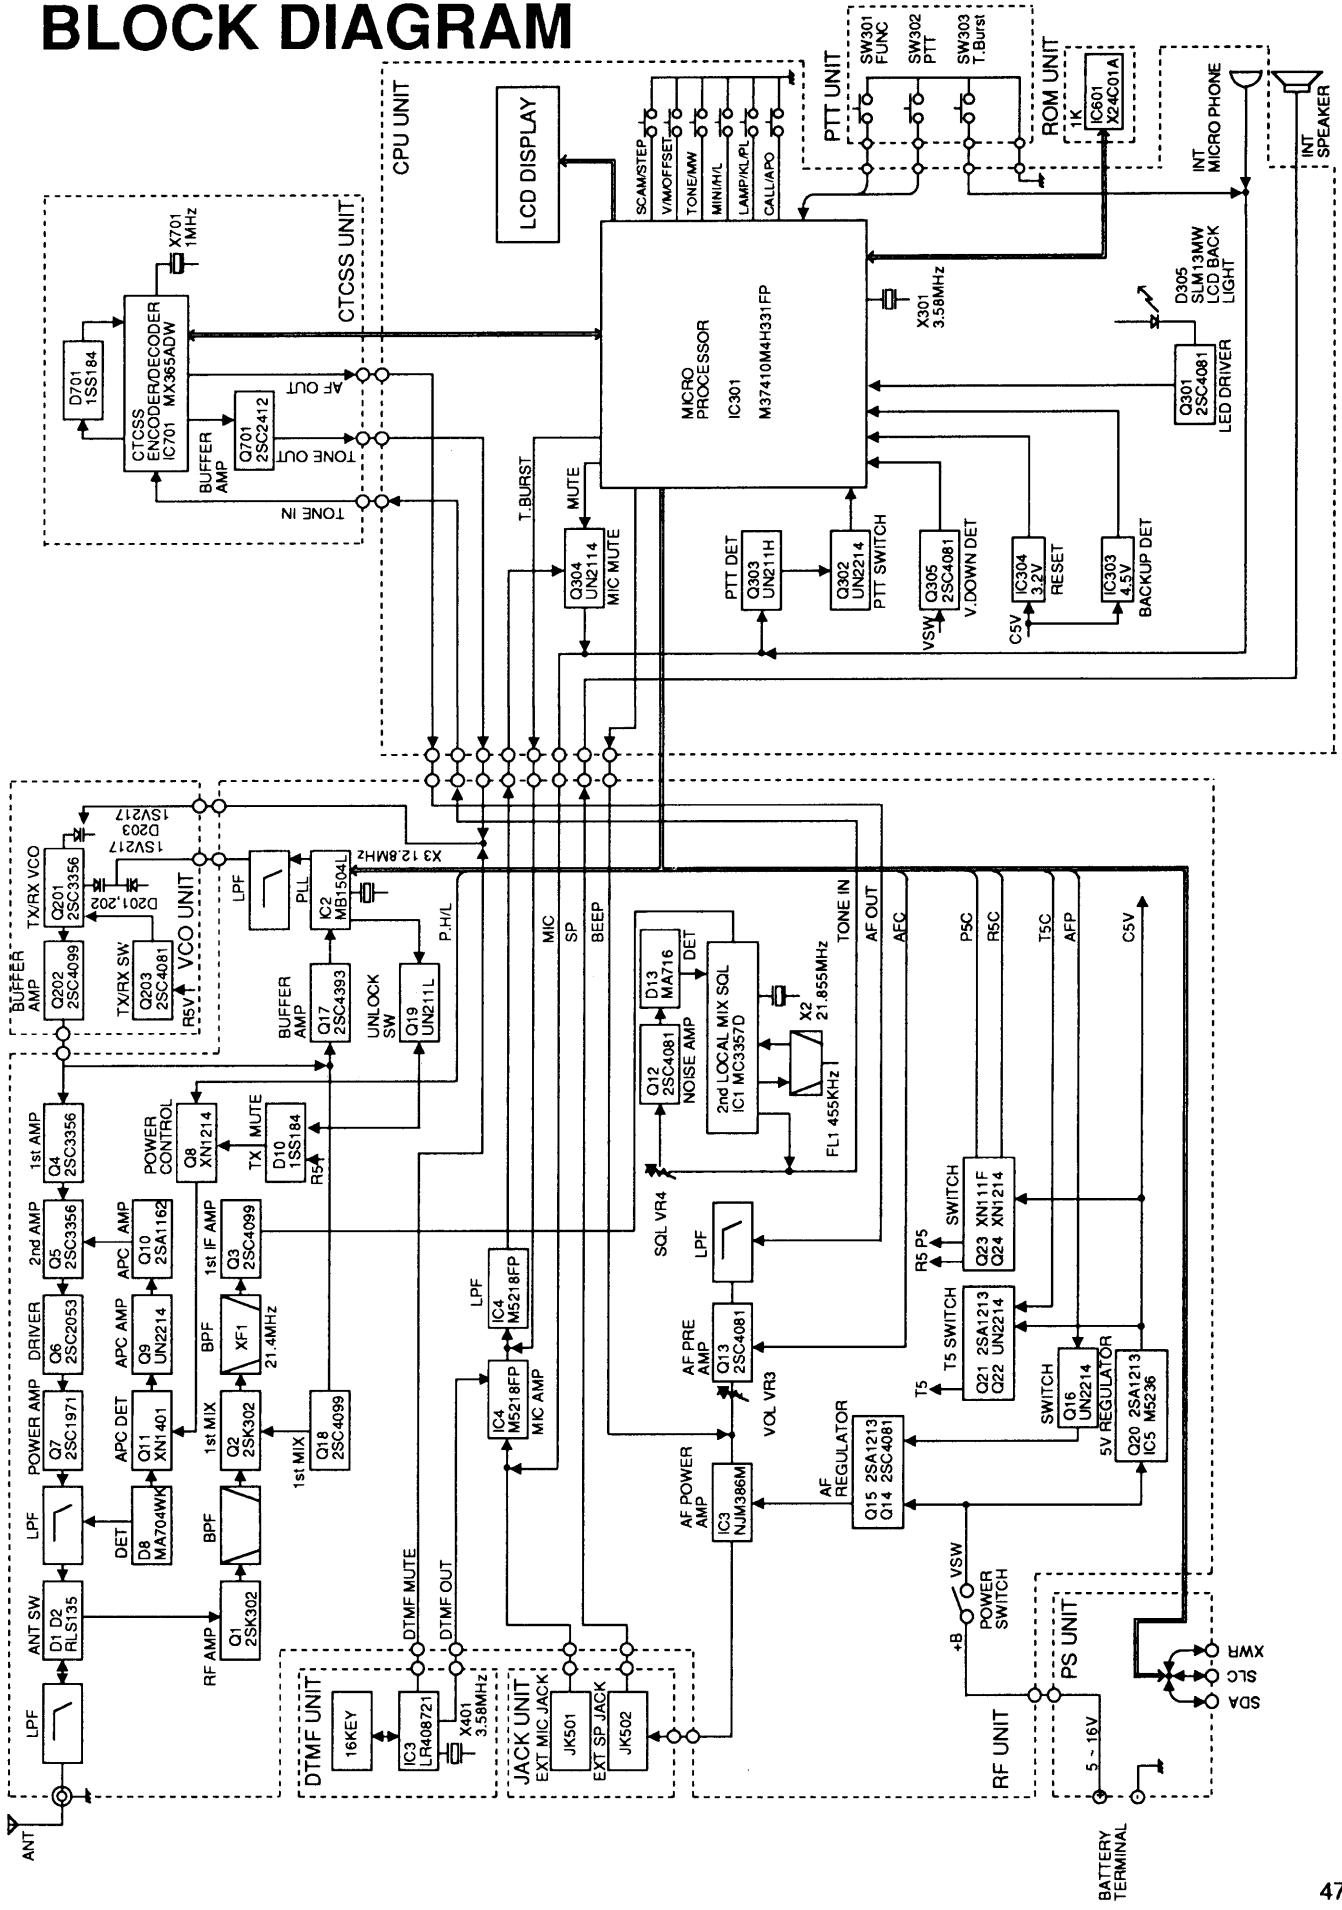 BLOCK DIAGRAM
CPU UNIT
LCD DISPLAY
SCAM/STEP
V/M/OFFSET
TONE/MW
MINI/H/L
LAMP/KL/PL
CALL/APO
PTT UNIT
SW301
FUNC
SW302
PTT
SW303
T.Burst
ROM UNIT
1K
IC601
X24C01A
INT
MICRO PHONE
INT
SPEAKER
CTCSS UNIT
X701
1MHz
D701
1SS184
CTCSS
ENCODER/DECODER
IC701 MX365ADW
BUFFER
AMP
Q701
2SC2412
AF OUT
TONE OUT
TONE IN
MICRO
PROCESSOR
IC301
M37410M4H331FP
X301
3.58MHz
D305
SLM13MW
LCD BACK
LIGHT
Q301
2SC4081
LED DRIVER
T.BURST
MUTE
Q304
UN2114
MIC MUTE
PTT DET
Q303
UN211H
Q302
UN2214
PTT SWITCH
VSW
Q305
2SC4081
V.DOWN DET
C5V
IC304
3.2V
RESET
IC303
4.5V
BACKUP DET
VCO UNIT
TX/RX VCO
Q201
2SC3356
D203
1SV217
1SV217
D201,202
BUFFER
AMP
Q202
2SC4099
TX/RX SW
Q203
2SC4081
R5V
LPF
PLL
IC2
MB1504L
X3 12.8MHz
BUFFER
AMP
Q17
2SC4393
UNLOCK
SW
Q19
UN211L
P.H/L
MIC
SP
BEEP
TONE IN
AF OUT
AFC
P5C
R5C
T5C
AFP
C5V
1st AMP
Q4
2SC3356
2nd AMP
Q5
2SC3356
DRIVER
Q6
2SC2053
POWER AMP
Q7
2SC1971
LPF
ANT SW
D1 D2
RLS135
LPF
ANT
POWER
CONTROL
Q8
XN1214
TX MUTE
D10
1SS184
R5T
APC AMP
Q10
2SA1162
APC AMP
Q9
UN2214
APC DET
Q11
XN1401
DET
D8
MA704WK
1st IF AMP
Q3
2SC4099
BPF
XF1
21.4MHz
1st MIX
Q2
2SK302
BPF
RF AMP
Q1
2SK302
1st MIX
Q18
2SC4099
DET
D13
MA716
Q12
2SC4081
NOISE AMP
2nd LOCAL MIX SQL
IC1 MC3357D
X2
21.855MHz
FL1 455KHz
SQL VR4
LPF
IC4
M5218FP
IC4
M5218FP
MIC AMP
LPF
AF PRE
AMP
Q13
2SC4081
VOL VR3
AF POWER
AMP
IC3
NJM386M
AF
REGULATOR
Q15 2SA1213
Q14 2SC4081
SWITCH
Q23 XN111F
Q24 XN1214
R5 P5
T5 SWITCH
Q21 2SA1213
Q22 UN2214
T5
SWITCH
Q16
UN2214
5V REGULATOR
Q20 2SA1213
IC5 M5236
DTMF MUTE
DTMF OUT
DTMF UNIT
16KEY
IC3
LR408721
X401
3.58MHz
JACK UNIT
EXT MIC JACK
JK501
EXT SP JACK
JK502
RF UNIT
VSW
POWER
SWITCH
+B
PS UNIT
5 ~ 16V
XWR
SLC
SDA
BATTERY
TERMINAL
47